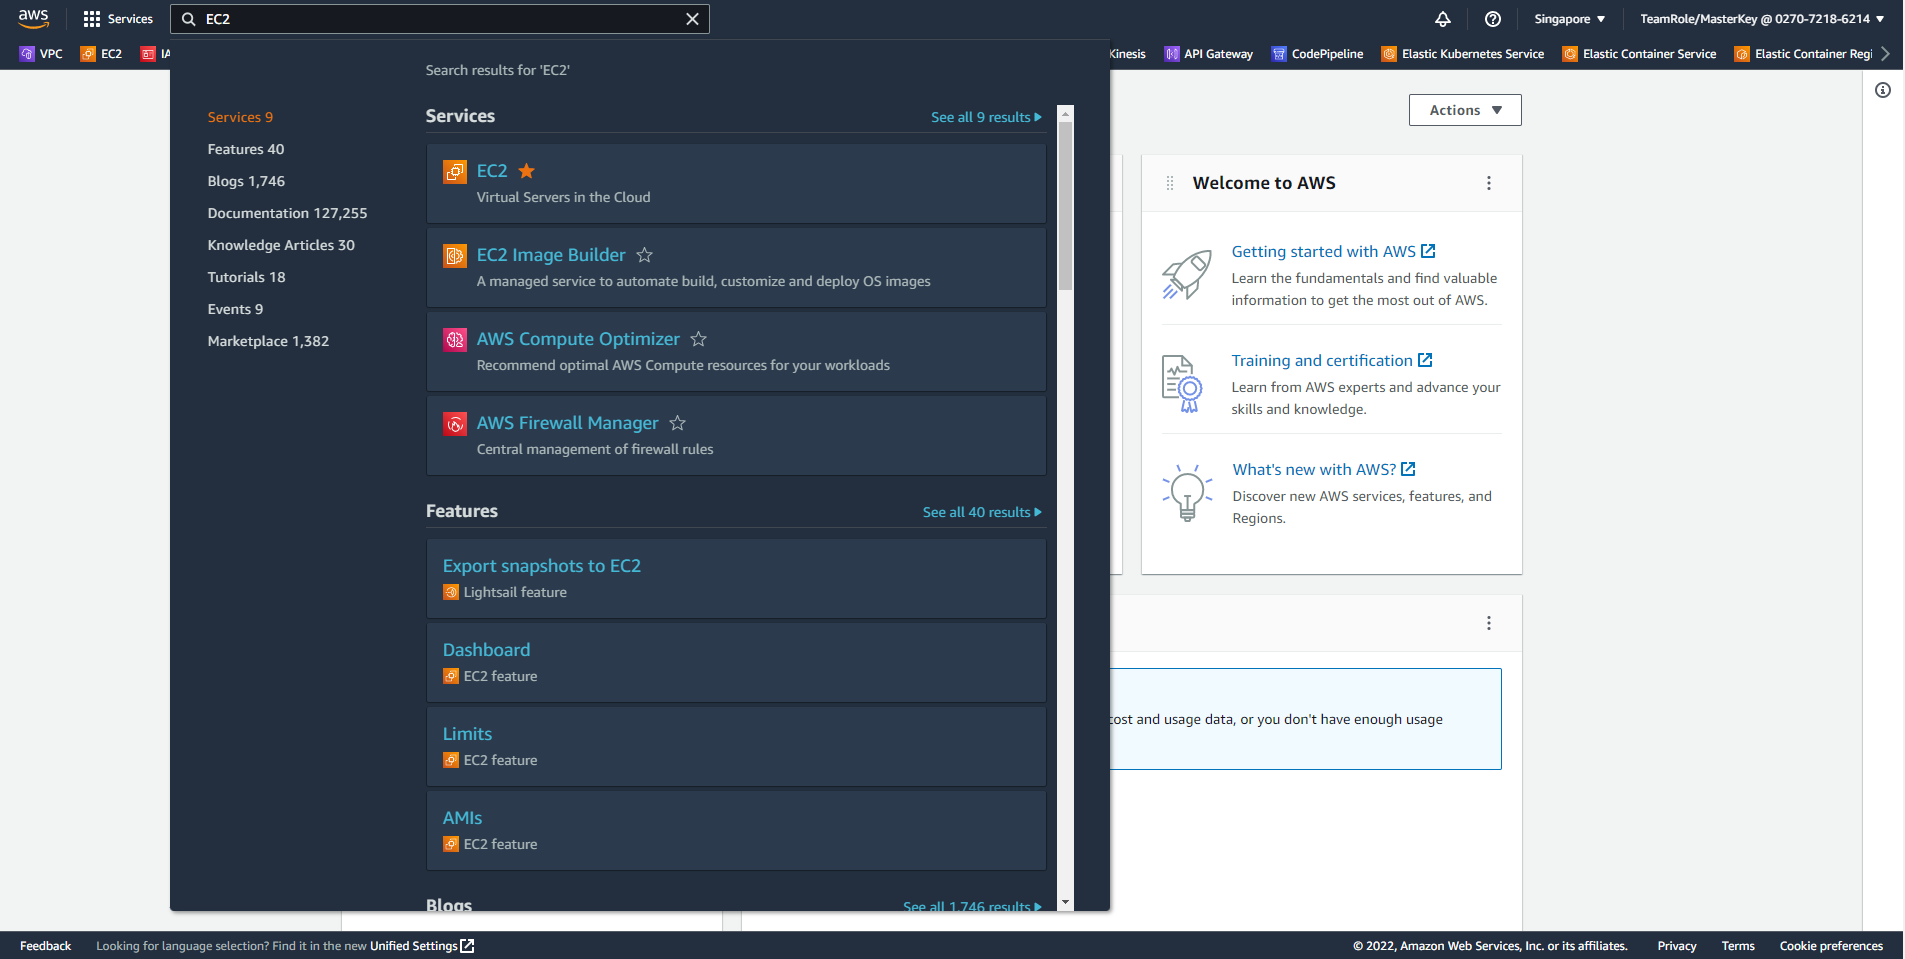 aws
Services
EC2
Singapore ▼
TeamRole/MasterKey @ 0270-7218-6214 ▼
VPC
EC2
IA
Kinesis
API Gateway
CodePipeline
Elastic Kubernetes Service
Elastic Container Service
Elastic Container Regi
Search results for 'EC2'
Services 9
Features 40
Blogs 1,746
Documentation 127,255
Knowledge Articles 30
Tutorials 18
Events 9
Marketplace 1,382
Services
See all 9 results
EC2
Virtual Servers in the Cloud
EC2 Image Builder
A managed service to automate build, customize and deploy OS images
AWS Compute Optimizer
Recommend optimal AWS Compute resources for your workloads
AWS Firewall Manager
Central management of firewall rules
Features
See all 40 results
Export snapshots to EC2
Lightsail feature
Dashboard
EC2 feature
Limits
EC2 feature
AMIs
EC2 feature
Blogs
See all 1,746 results
Actions
Welcome to AWS
Getting started with AWS
Learn the fundamentals and find valuable
information to get the most out of AWS.
Training and certification
Learn from AWS experts and advance your
skills and knowledge.
What's new with AWS?
Discover new AWS services, features, and
Regions.
cost and usage data, or you don't have enough usage
Feedback
Looking for language selection? Find it in the new Unified Settings
© 2022, Amazon Web Services, Inc. or its affiliates.
Privacy
Terms
Cookie preferences